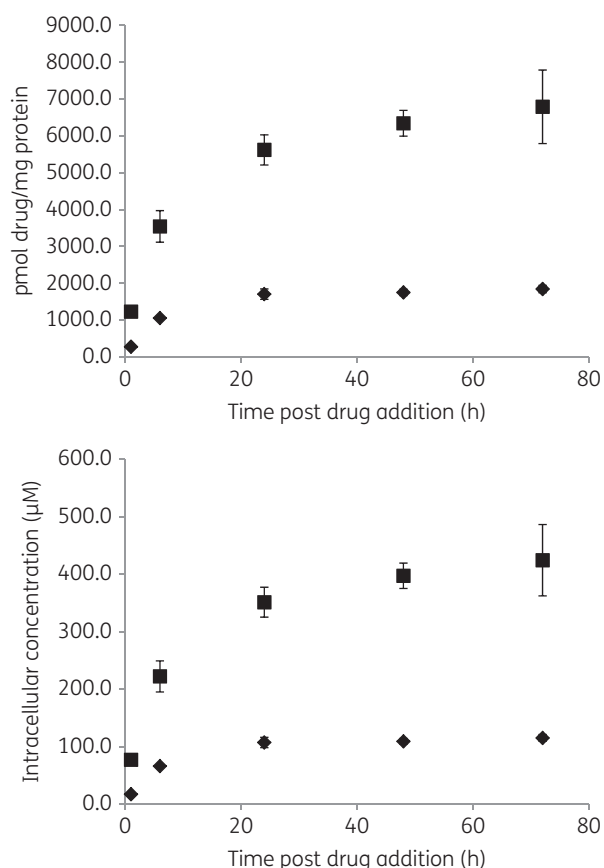 9000.0
8000.0
7000.0
6000.0
5000.0
4000.0
3000.0
2000.0
1000.0
0.0
pmol drug/mg protein
0 20 40 60 80
Time post drug addition (h)
600.0
500.0
400.0
300.0
200.0
100.0
0.0
Intracellular concentration (µM)
0 20 40 60 80
Time post drug addition (h)